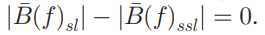 |B̄(f)_{sl}| − |B̄(f)_{ssl}| = 0.